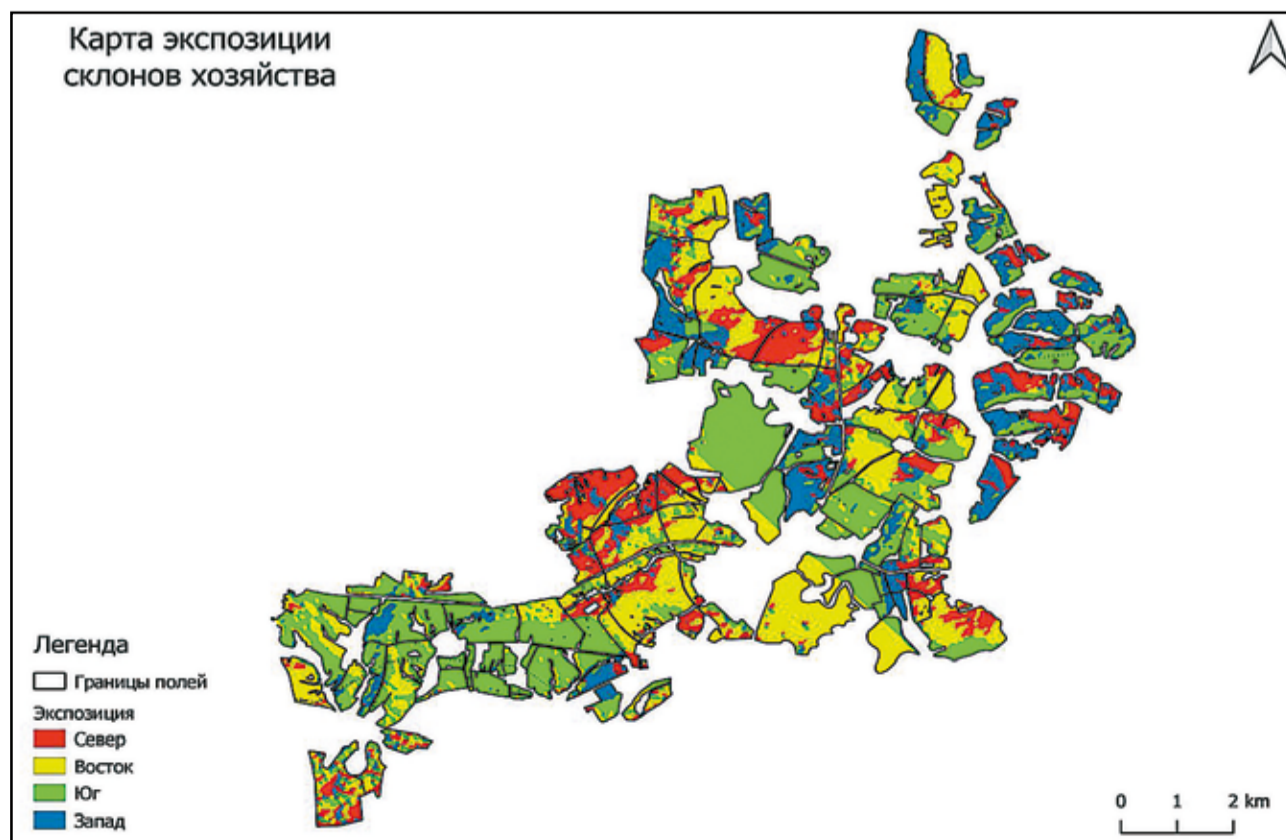 Карта экспозиции
склонов хозяйства
Легенда
Границы полей
Экспозиция
Север
Восток
Юг
Запад
0 1 2 km